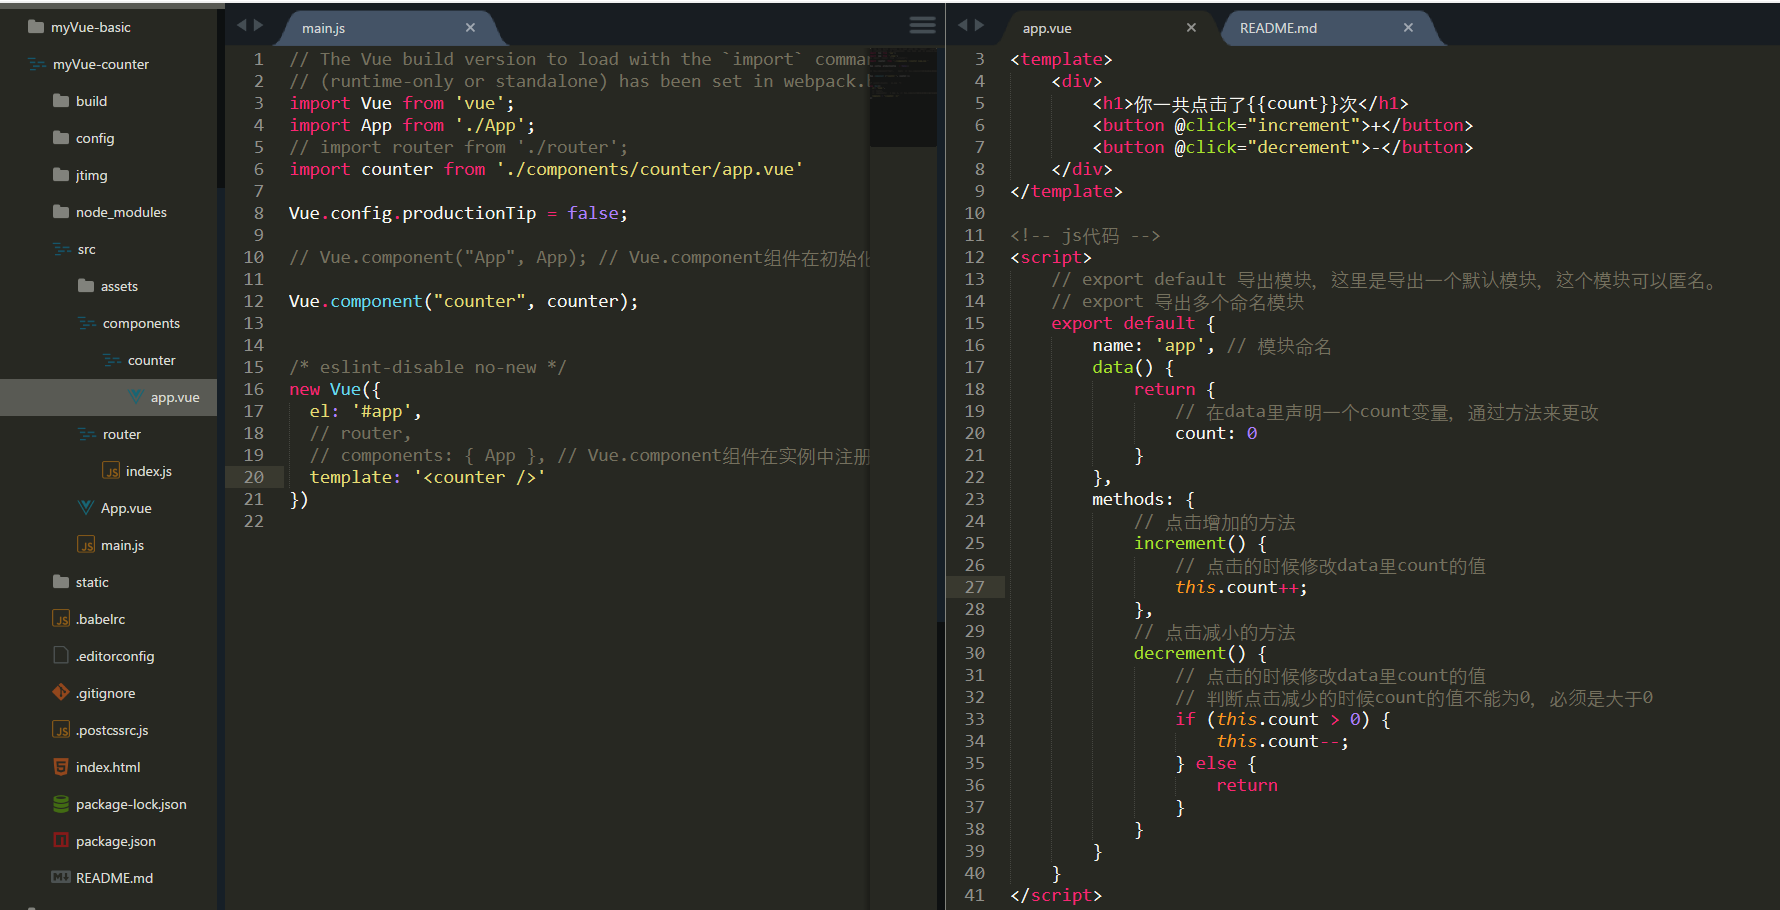 myVue-basic
myVue-counter
build
config
jtimg
node_modules
src
assets
components
counter
app.vue
router
index.js
App.vue
main.js
static
.babelrc
.editorconfig
.gitignore
.postcssrc.js
index.html
package-lock.json
package.json
README.md
main.js
1 // The Vue build version to load with the `import` comma
2 // (runtime-only or standalone) has been set in webpack.
3 import Vue from 'vue';
4 import App from './App';
5 // import router from './router';
6 import counter from './components/counter/app.vue'
7
8 Vue.config.productionTip = false;
9
10 // Vue.component("App", App); // Vue.component组件在初始化
11
12 Vue.component("counter", counter);
13
14
15 /* eslint-disable no-new */
16 new Vue({
17   el: '#app',
18   // router,
19   // components: { App }, // Vue.component组件在实例中注册
20   template: '<counter />'
21 })
22
app.vue
README.md
3 <template>
4     <div>
5         <h1>你一共点击了{{count}}次</h1>
6         <button @click="increment">+</button>
7         <button @click="decrement">-</button>
8     </div>
9 </template>
10
11 <!-- js代码 -->
12 <script>
13     // export default 导出模块，这里是导出一个默认模块，这个模块可以匿名。
14     // export 导出多个命名模块
15     export default {
16         name: 'app', // 模块命名
17         data() {
18             return {
19                 // 在data里声明一个count变量，通过方法来更改
20                 count: 0
21             }
22         },
23         methods: {
24             // 点击增加的方法
25             increment() {
26                 // 点击的时候修改data里count的值
27                 this.count++;
28             },
29             // 点击减小的方法
30             decrement() {
31                 // 点击的时候修改data里count的值
32                 // 判断点击减少的时候count的值不能为0，必须是大于0
33                 if (this.count > 0) {
34                     this.count--;
35                 } else {
36                     return
37                 }
38             }
39         }
40     }
41 </script>